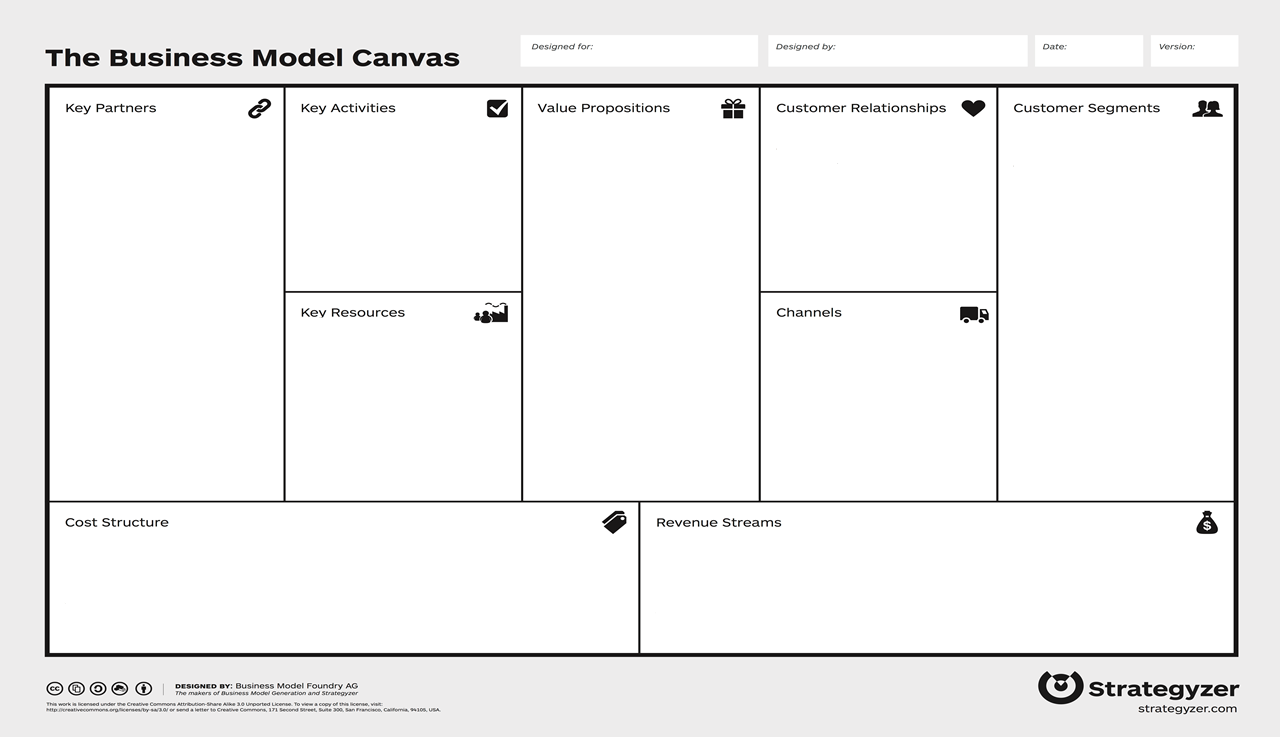 The Business Model Canvas
Designed for:
Designed by:
Date:
Version:
Key Partners
Key Activities
Value Propositions
Customer Relationships
Customer Segments
Key Resources
Channels
Cost Structure
Revenue Streams
$
cc
DESIGNED BY: Business Model Foundry AG
The makers of Business Model Generation and Strategyzer
This work is licensed under the Creative Commons Attribution-Share Alike 3.0 Unported License. To view a copy of this license, visit:
http://creativecommons.org/licenses/by-sa/3.0/ or send a letter to Creative Commons, 171 Second Street, Suite 300, San Francisco, California, 94105, USA.
Strategyzer
strategyzer.com